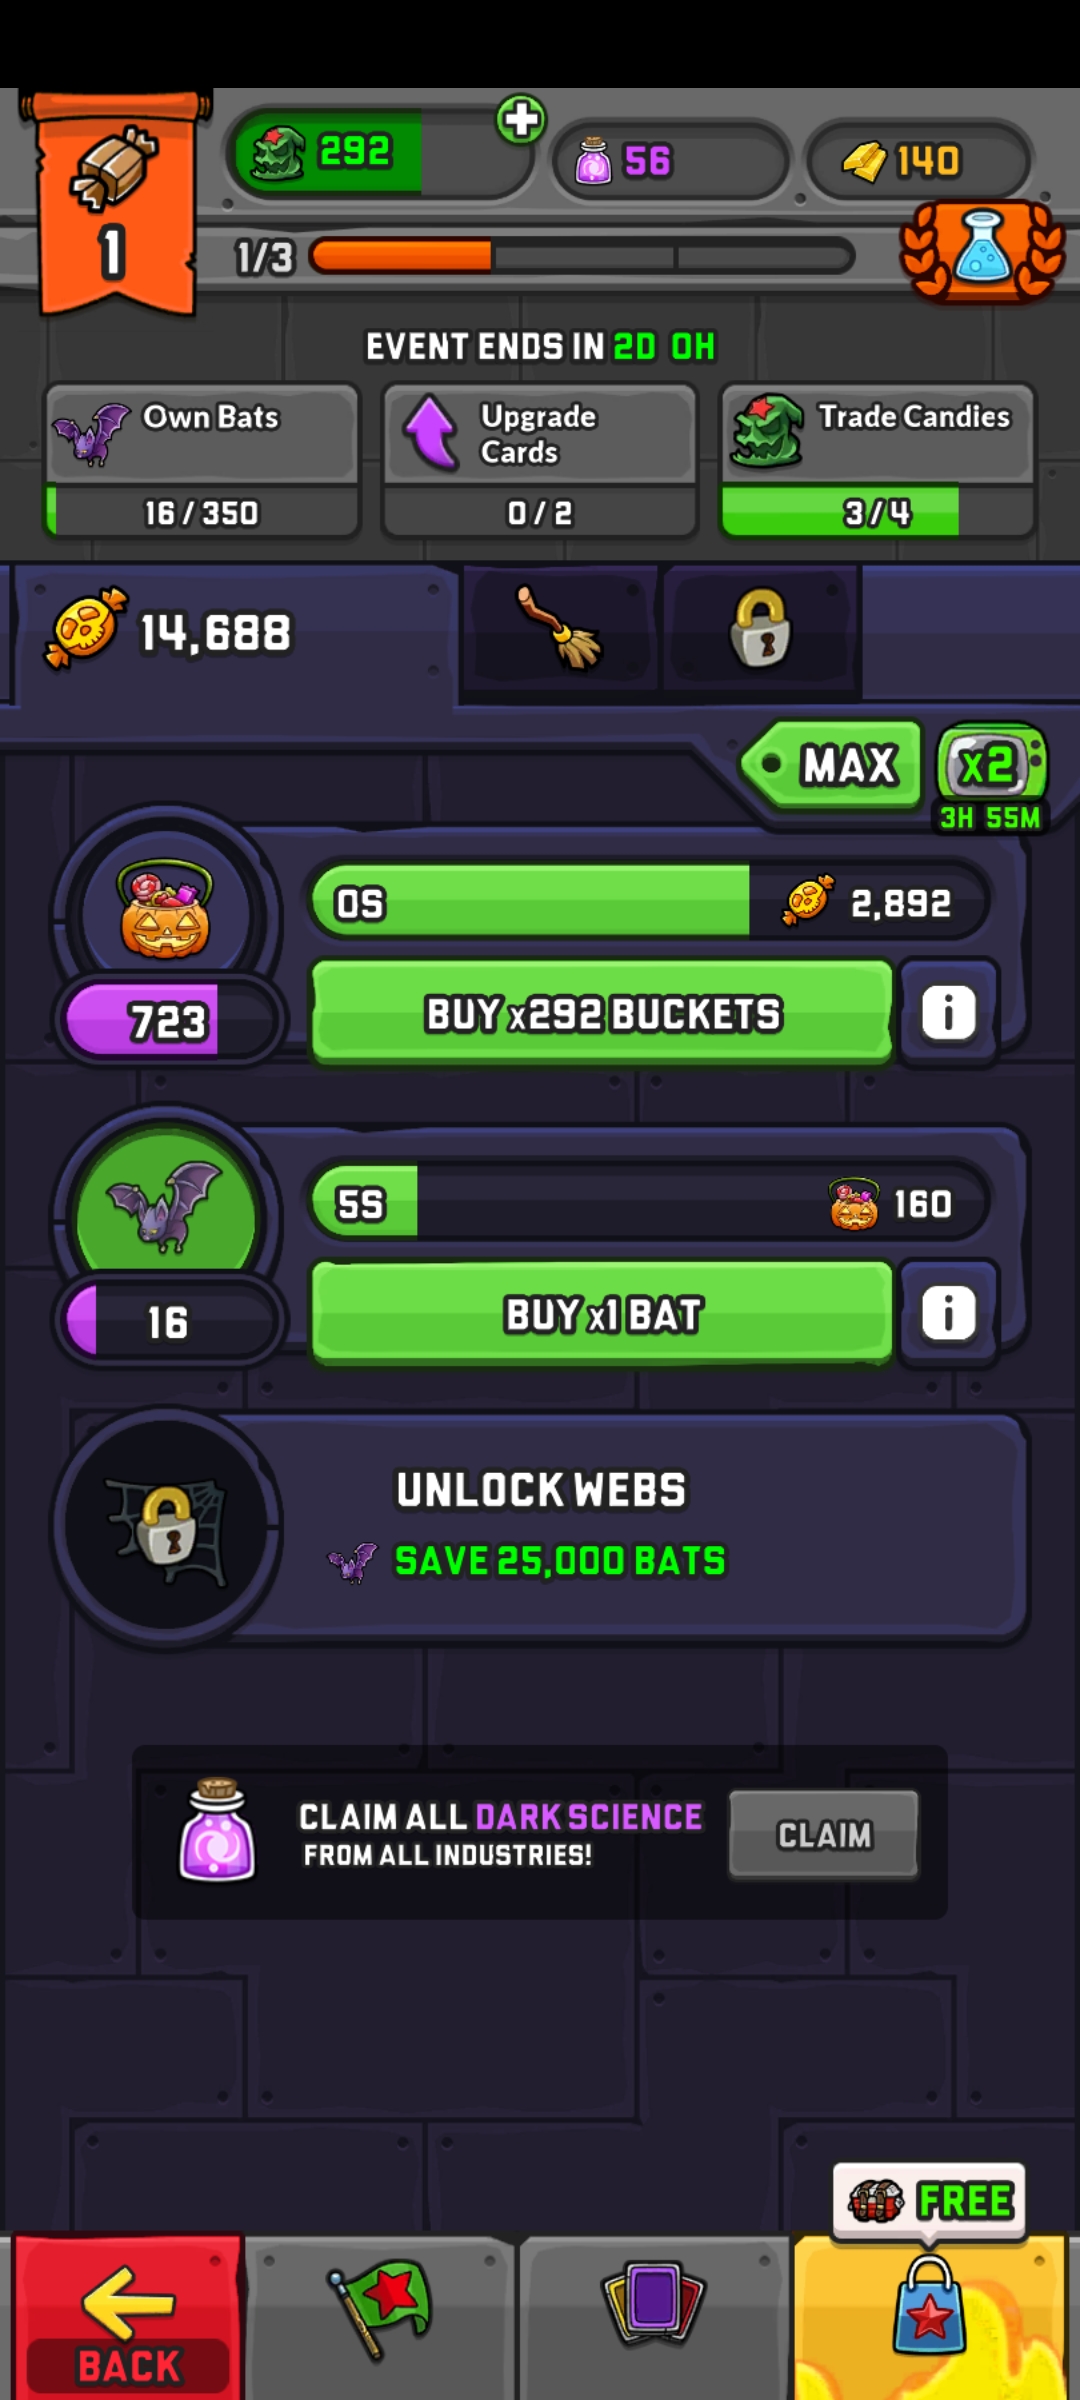 1
292
56
140
1/3
EVENT ENDS IN 2D 0H
Own Bats
16 / 350
Upgrade
Cards
0 / 2
Trade Candies
3 / 4
14,688
MAX
x2
3H 55M
0S
2,892
723
BUY x292 BUCKETS
i
5S
160
16
BUY x1 BAT
i
UNLOCK WEBS
SAVE 25,000 BATS
CLAIM ALL DARK SCIENCE
FROM ALL INDUSTRIES!
CLAIM
FREE
BACK